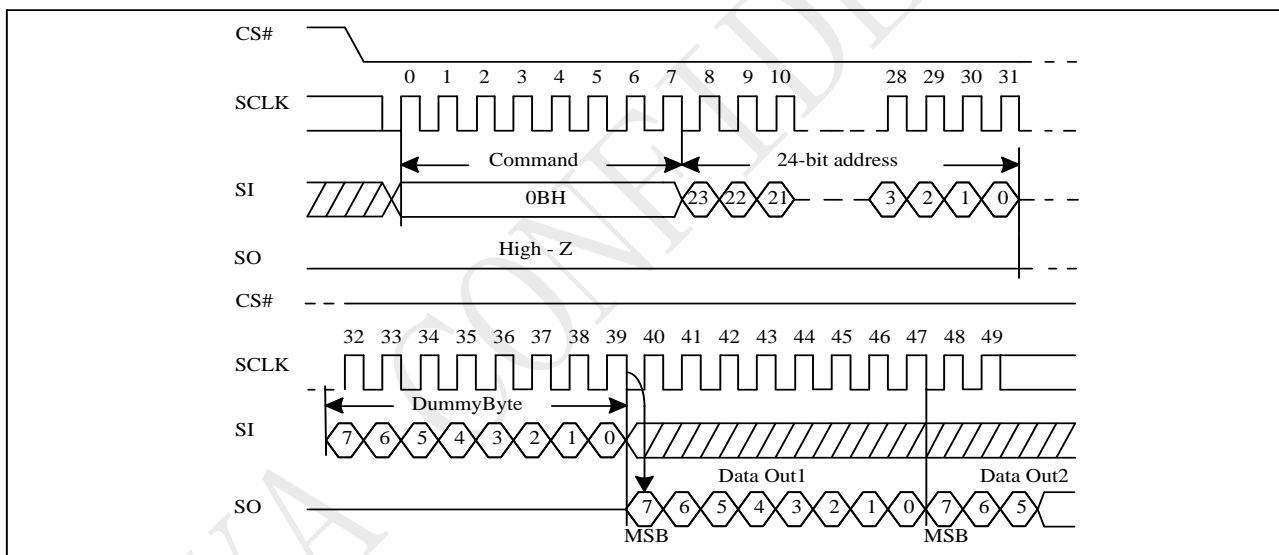 CS#
0 1 2 3 4 5 6 7 8 9 10 28 29 30 31
SCLK
Command 24-bit address
SI 0BH 23 22 21 3 2 1 0
High - Z
SO
CS#
32 33 34 35 36 37 38 39 40 41 42 43 44 45 46 47 48 49
SCLK
DummyByte
SI 7 6 5 4 3 2 1 0
Data Out1 Data Out2
SO 7 6 5 4 3 2 1 0 7 6 5
MSB MSB